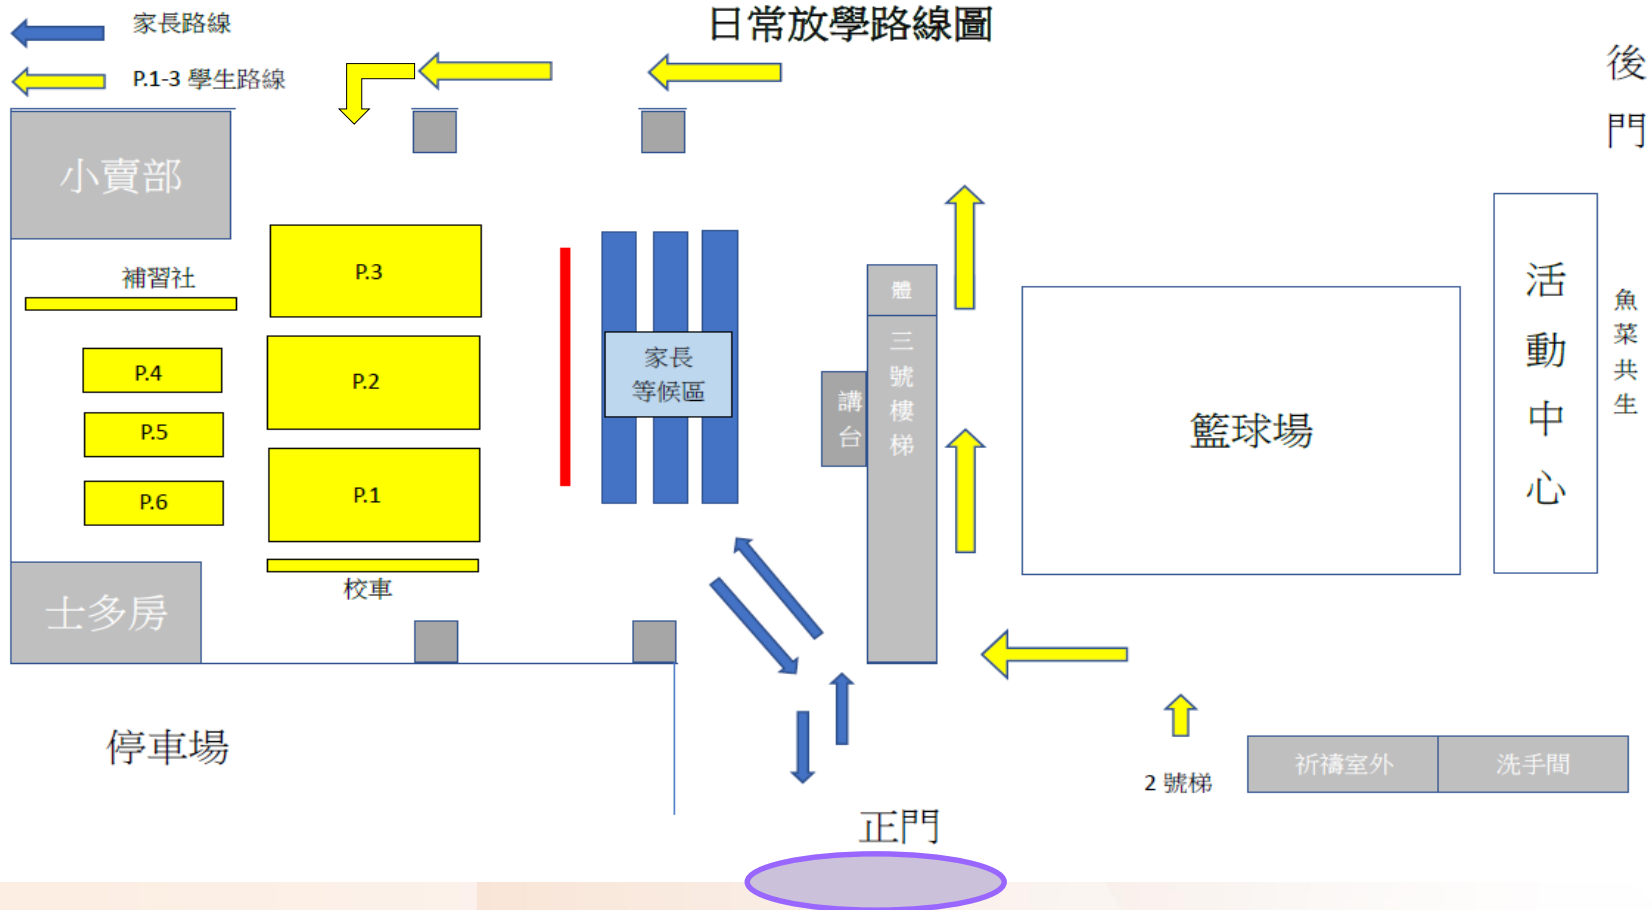 日常放學路線圖
家長路線
P.1-3 學生路線
後門
小賣部
補習社
P.3
P.4
P.2
P.5
P.6
P.1
校車
士多房
停車場
家長
等候區
體
三號樓梯
講台
籃球場
活動中心
魚菜共生
2 號梯
祈禱室外
洗手間
正門